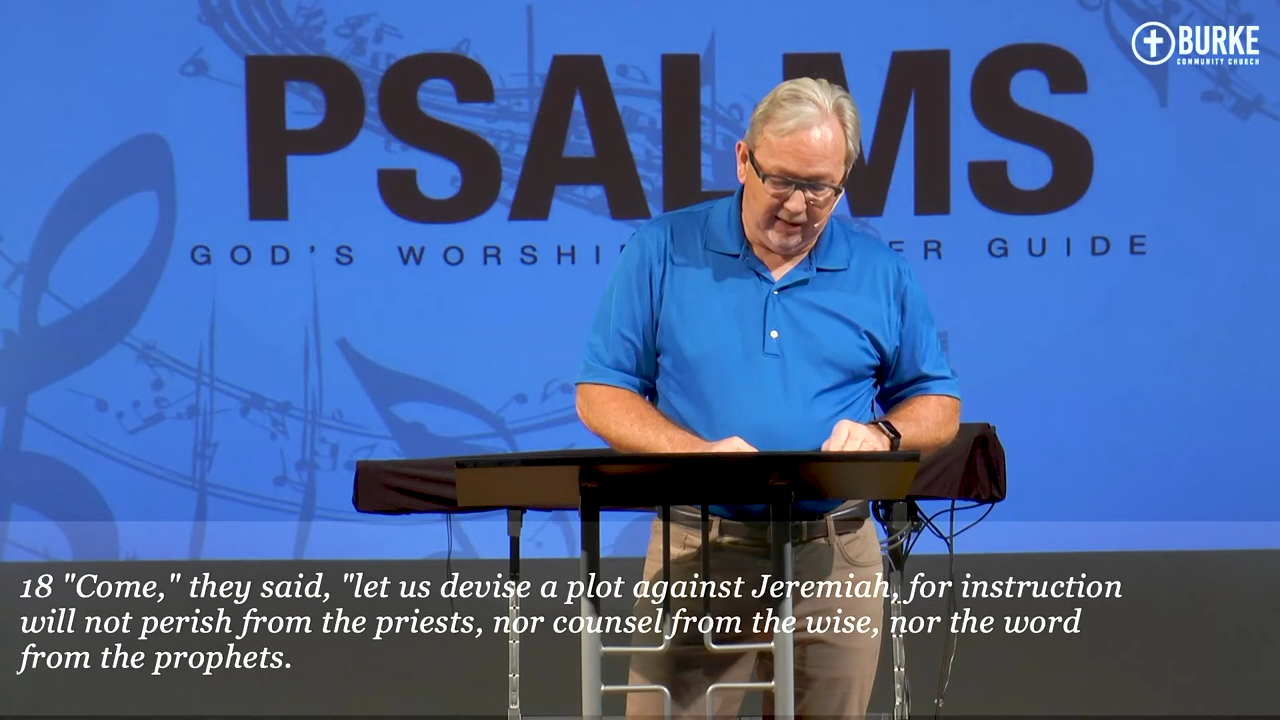 BURKE
COMMUNITY CHURCH
PSALMS
GOD'S WORSHI ER GUIDE
18 "Come," they said, "let us devise a plot against Jeremiah, for instruction
will not perish from the priests, nor counsel from the wise, nor the word
from the prophets.